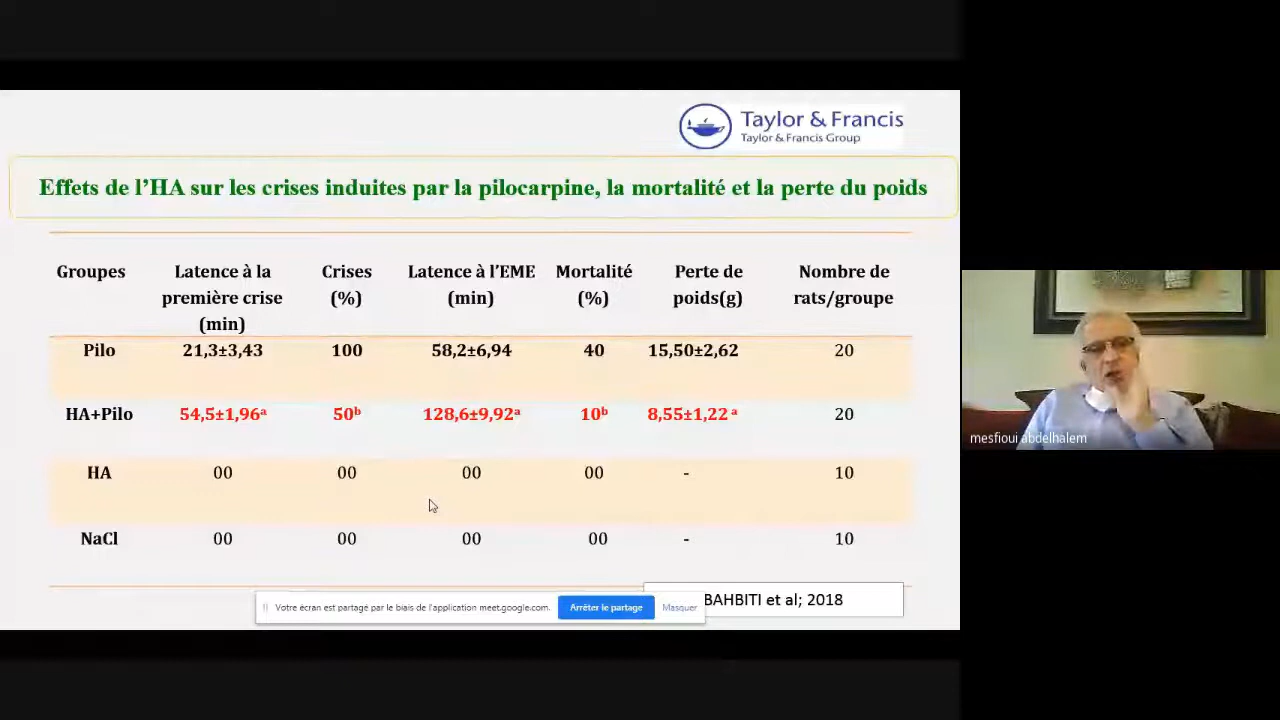 Taylor & Francis
Taylor & Francis Group
Effets de l'HA sur les crises induites par la pilocarpine, la mortalité et la perte du poids
Groupes Latence à la première crise (min) Crises (%) Latence à l'EME (min) Mortalité (%) Perte de poids(g) Nombre de rats/groupe
Pilo 21,3±3,43 100 58,2±6,94 40 15,50±2,62 20
HA+Pilo 54,5±1,96ᵃ 50ᵇ 128,6±9,92ᵃ 10ᵇ 8,55±1,22 ᵃ 20
HA 00 00 00 00 - 10
NaCl 00 00 00 00 - 10
BAHBITI et al; 2018
Votre écran est partagé par le biais de l'application meet.google.com. Arrêter le partage Masquer
mesfioui abdelhalem